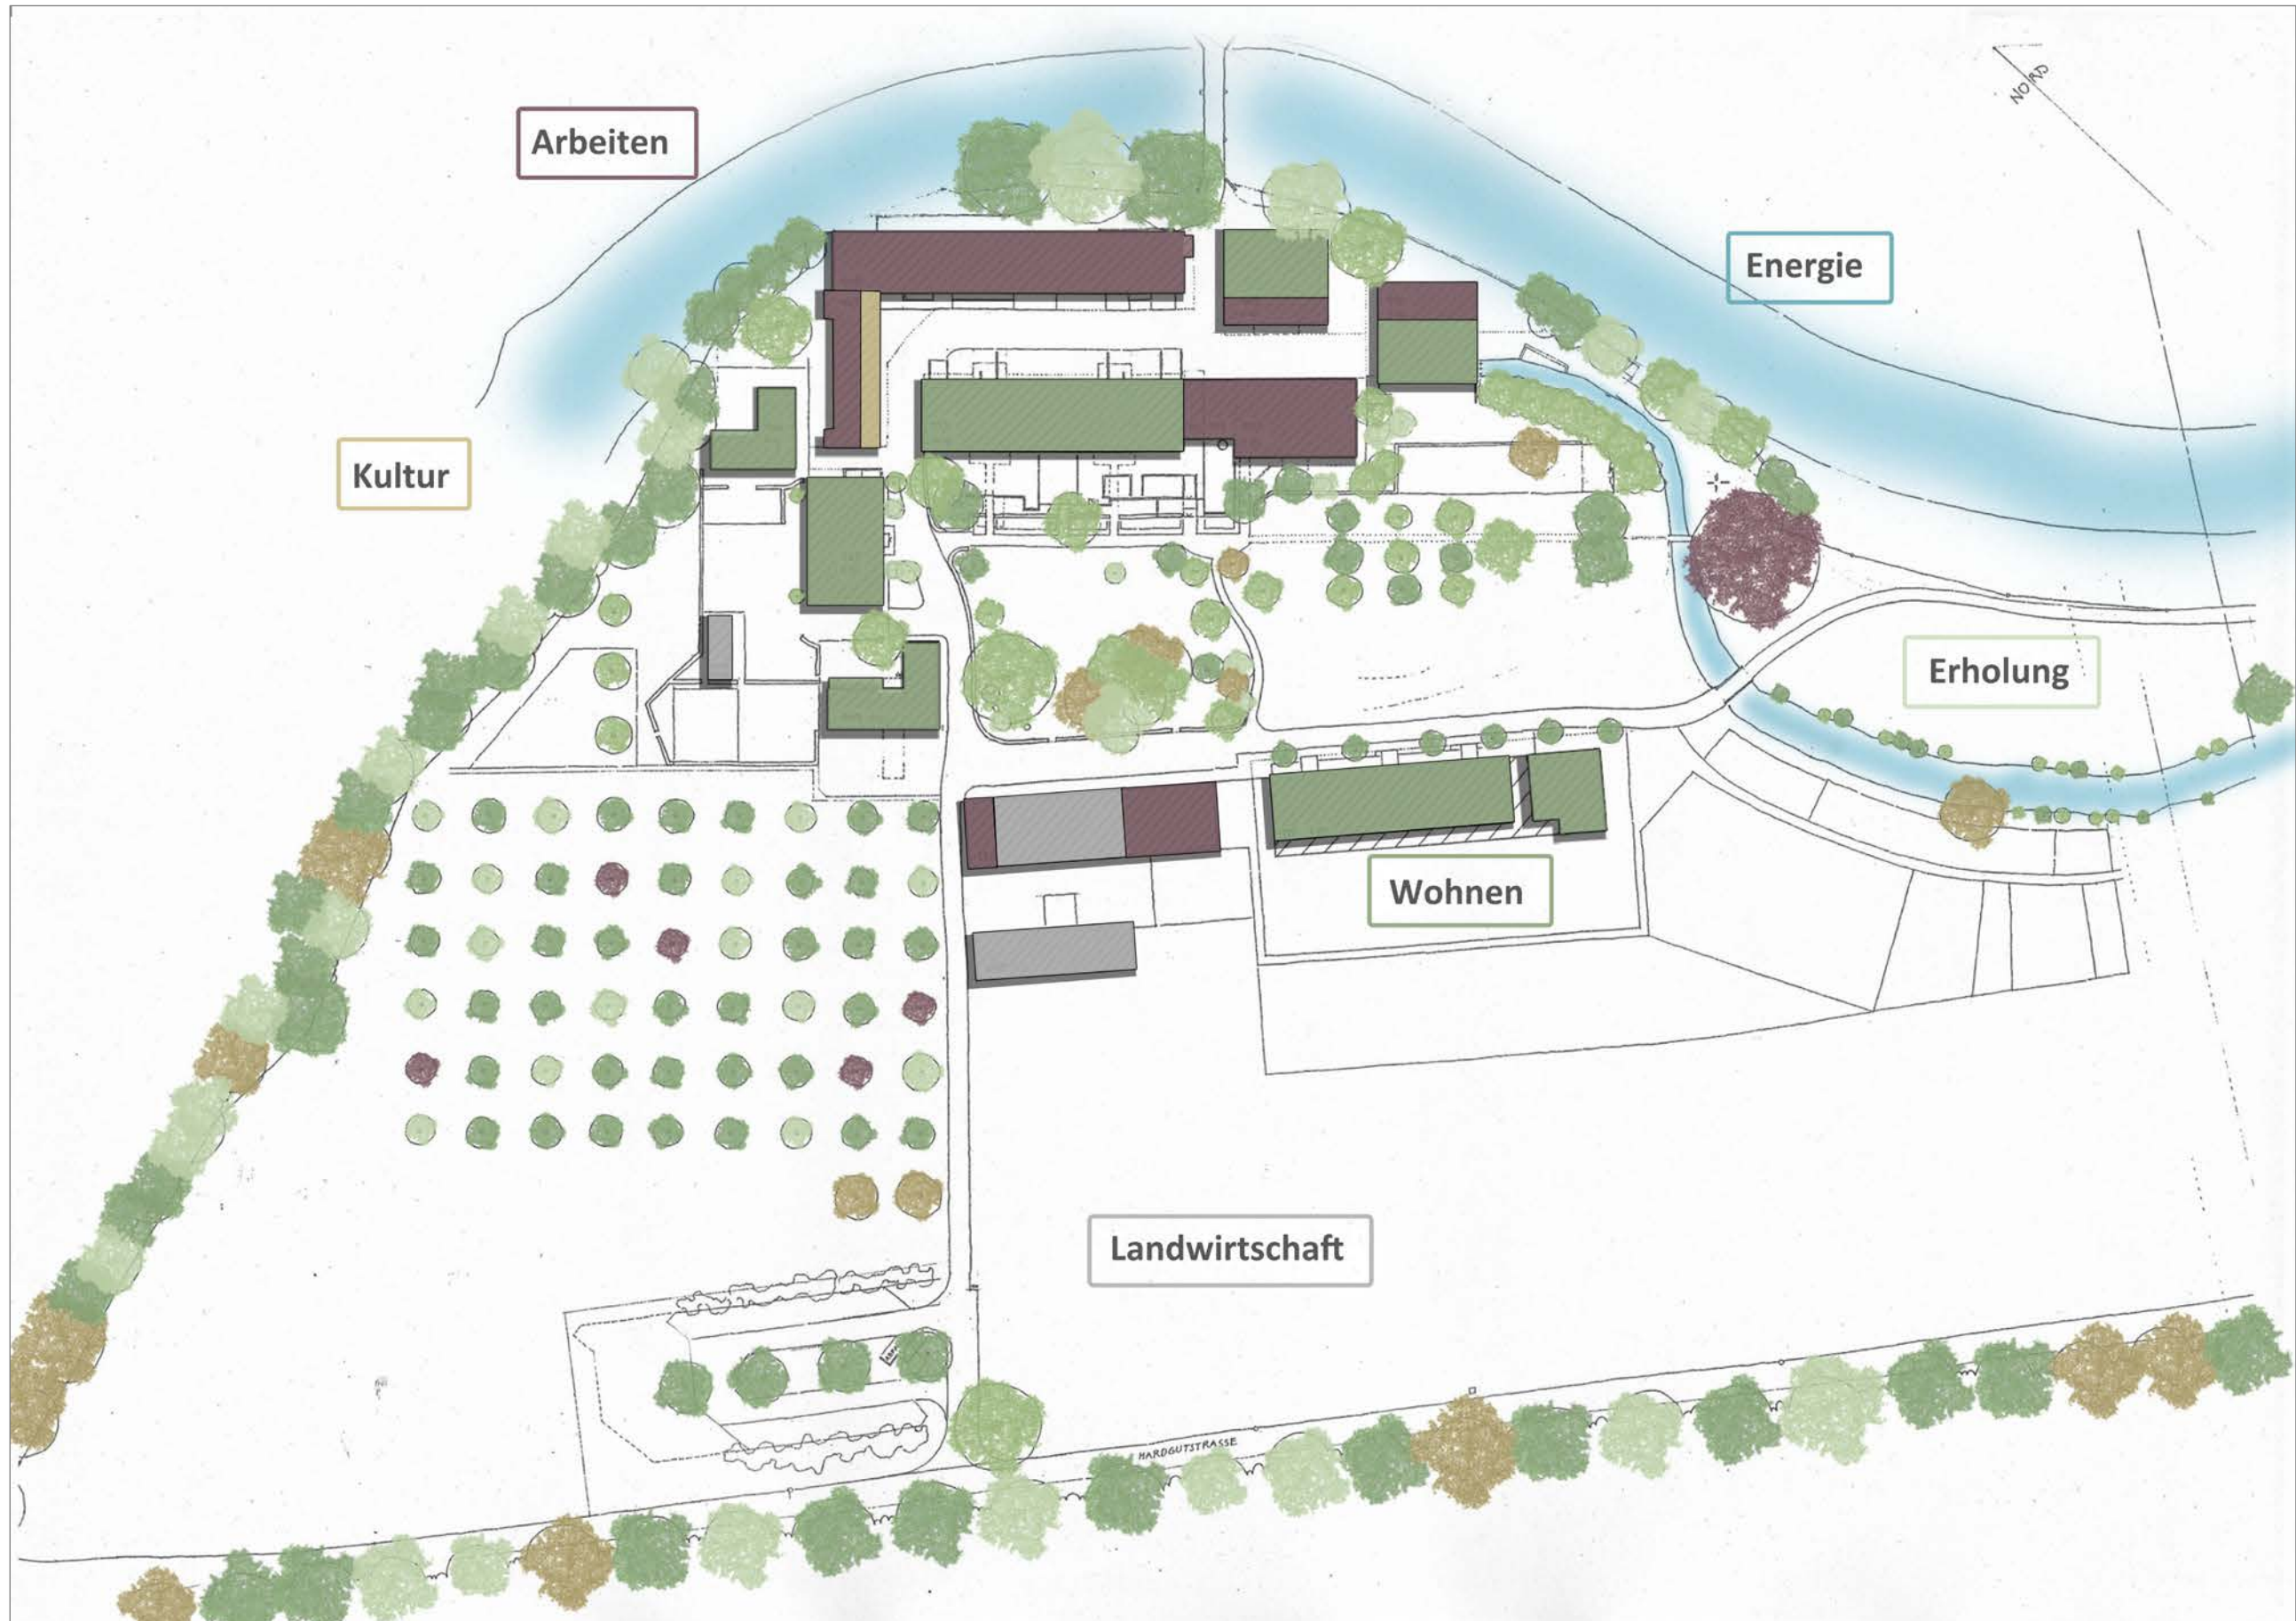 NORD
Arbeiten
Energie
Kultur
Erholung
Wohnen
Landwirtschaft
HARDGUTSTRASSE